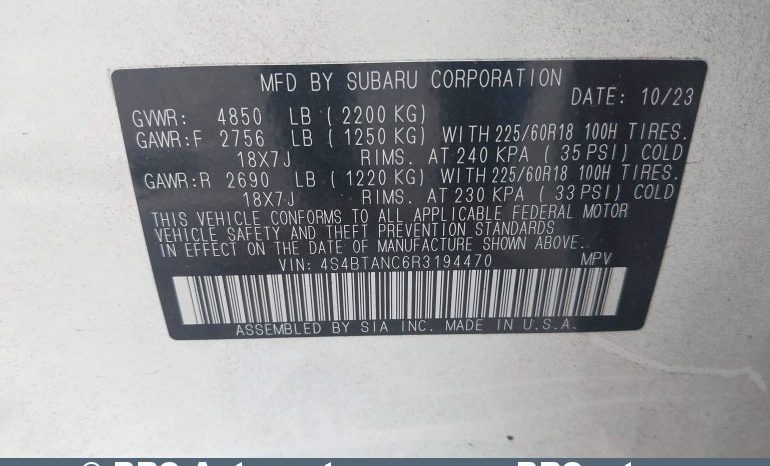 MFD BY SUBARU CORPORATION
DATE: 10/23
GVWR: 4850 LB ( 2200 KG)
GAWR:F 2756 LB ( 1250 KG) WITH 225/60R18 100H TIRES.
18X7J RIMS. AT 240 KPA ( 35 PSI) COLD
GAWR:R 2690 LB ( 1220 KG) WITH 225/60R18 100H TIRES.
18X7J RIMS. AT 230 KPA ( 33 PSI) COLD
THIS VEHICLE CONFORMS TO ALL APPLICABLE FEDERAL MOTOR
VEHICLE SAFETY AND THEFT PREVENTION STANDARDS
IN EFFECT ON THE DATE OF MANUFACTURE SHOWN ABOVE.
VIN: 4S4BTANC6R3194470 MPV
ASSEMBLED BY SIA INC. MADE IN U.S.A.